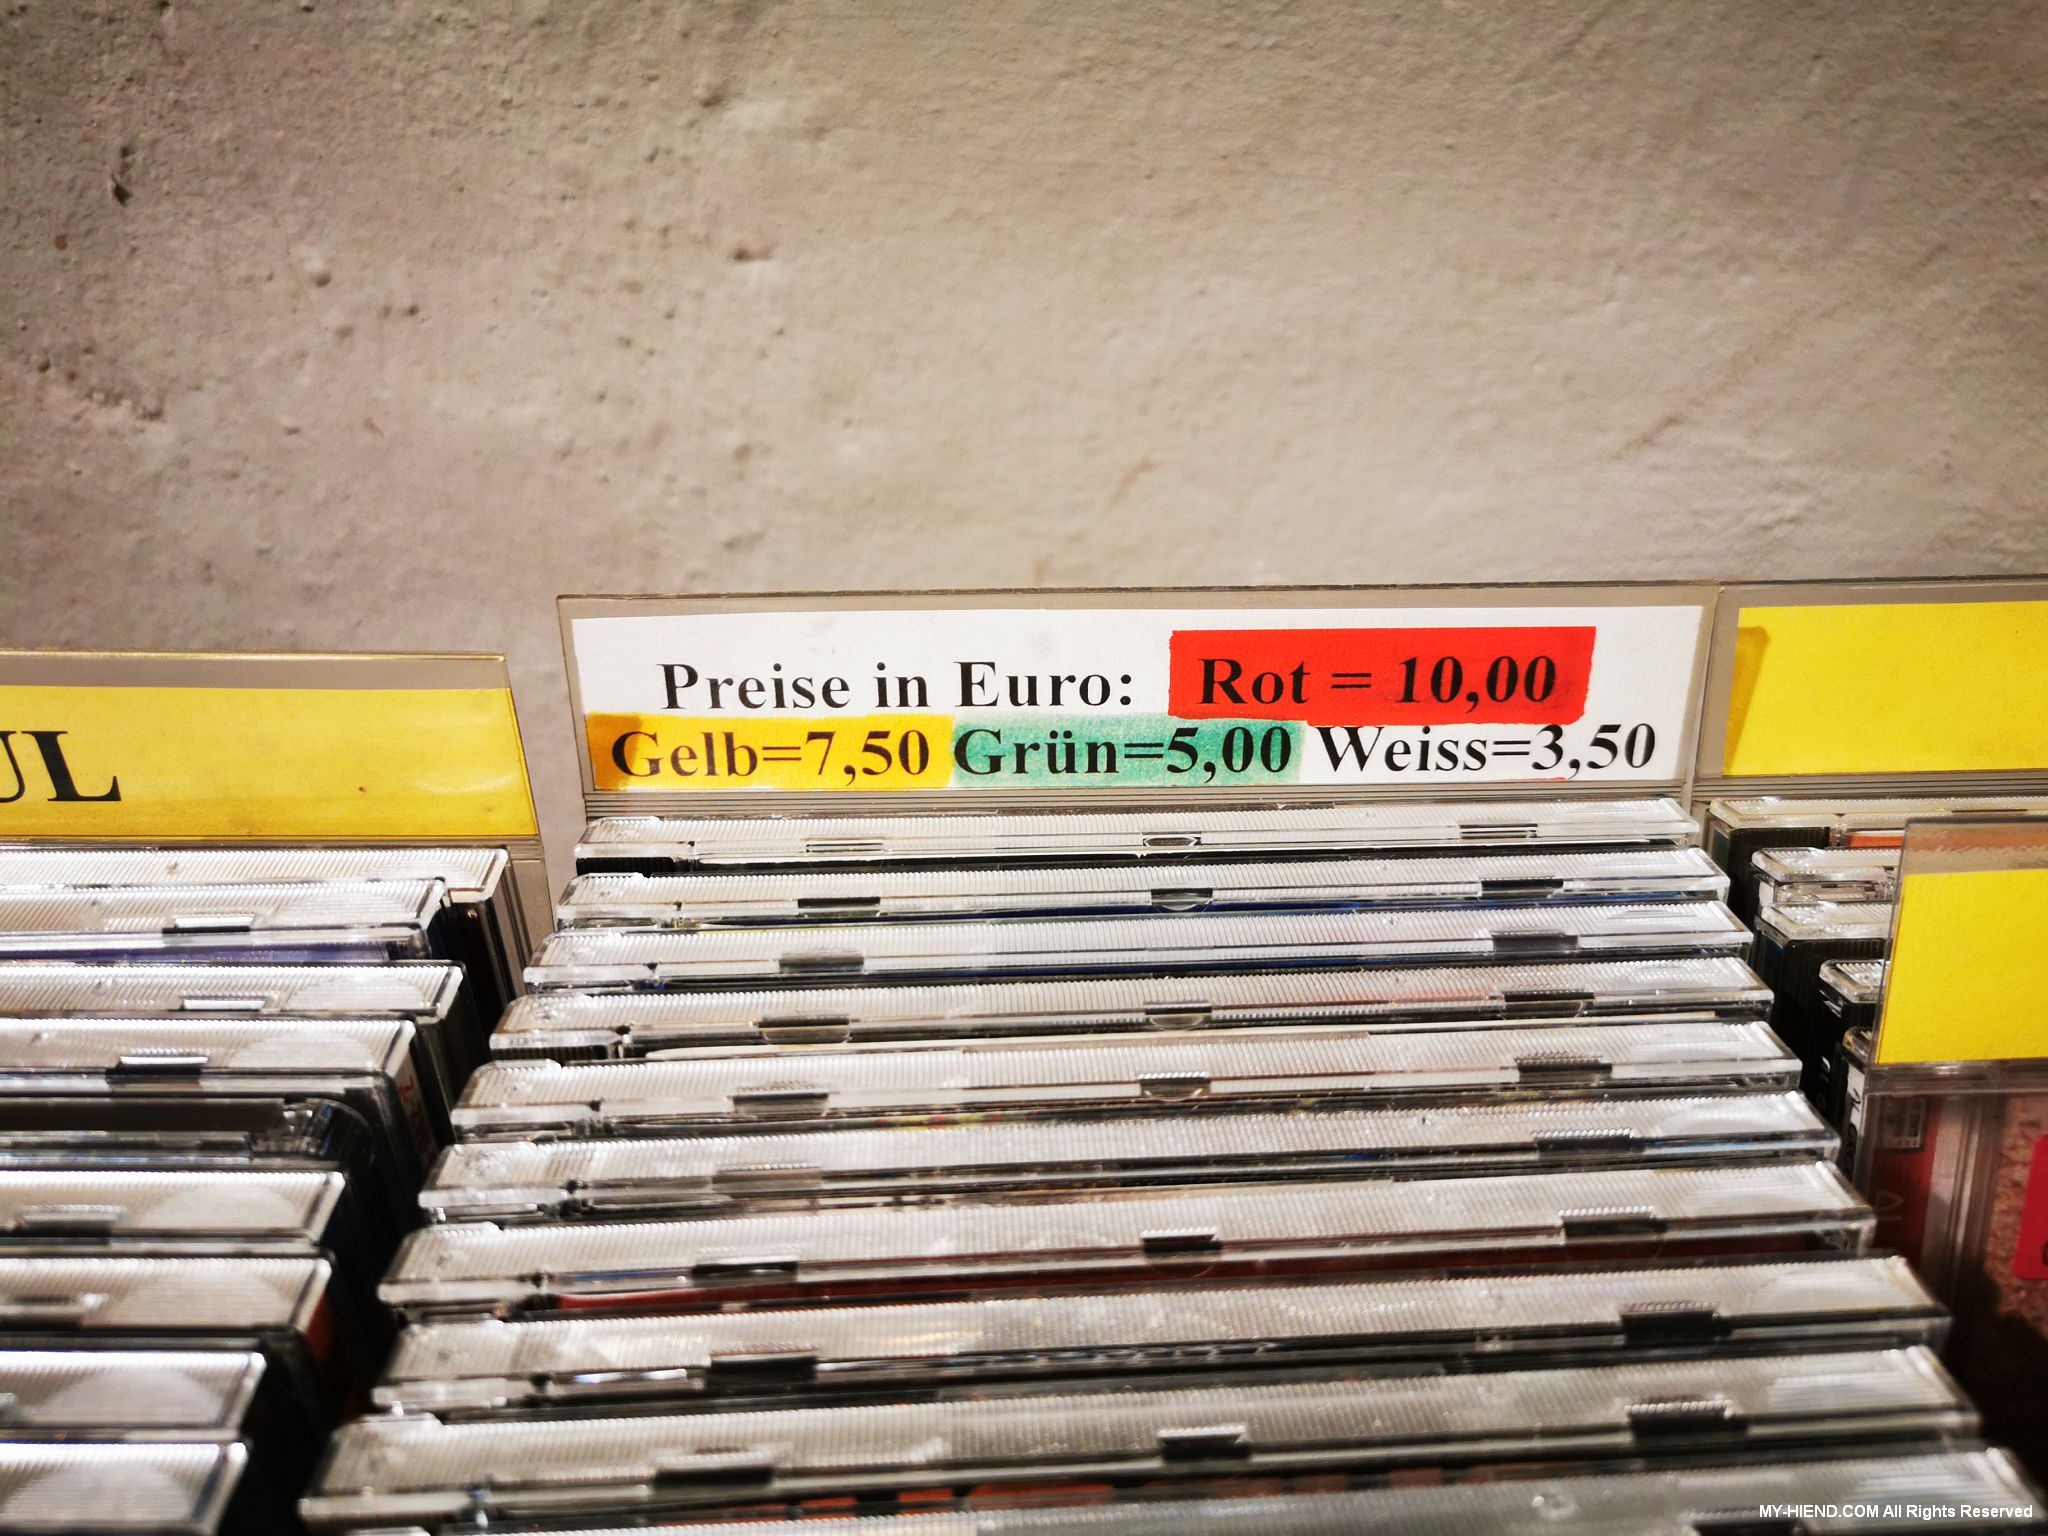 Preise in Euro: Rot = 10,00
Gelb=7,50 Grün=5,00 Weiss=3,50
UL
MY-HIEND.COM All Rights Reserved